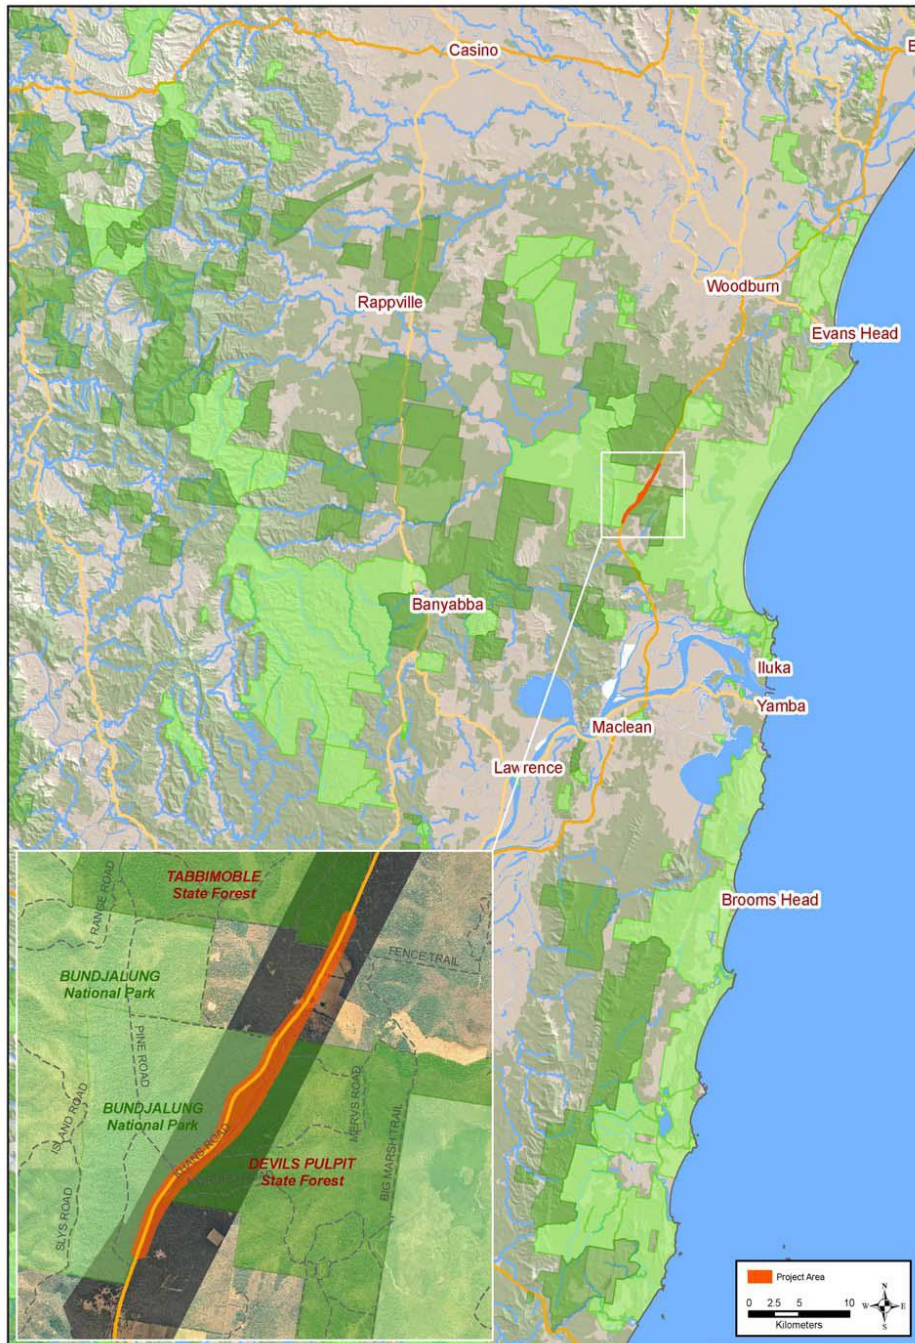 Casino
Rappville
Woodburn
Evans Head
Banyabba
Iluka
Yamba
Maclean
Lawrence
Brooms Head
TABBIMOBLE
State Forest
RANGE ROAD
FENCE TRAIL
BUNDJALUNG
National Park
PINE ROAD
ISLAND ROAD
BUNDJALUNG
National Park
MERVS ROAD
BIG MARSH TRAIL
DEVILS PULPIT
State Forest
SLYS ROAD
Project Area
N
W
E
S
0 2.5 5 10
Kilometers